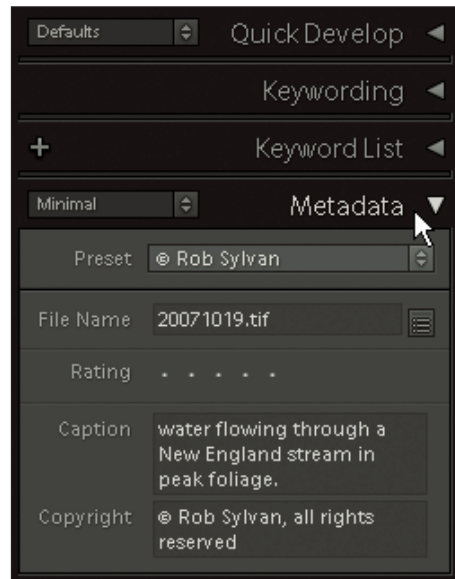 Defaults Quick Develop
Keywording
+ Keyword List
Minimal Metadata
Preset © Rob Sylvan
File Name 20071019.tif
Rating . . . . .
Caption water flowing through a
New England stream in
peak foliage.
Copyright © Rob Sylvan, all rights
reserved